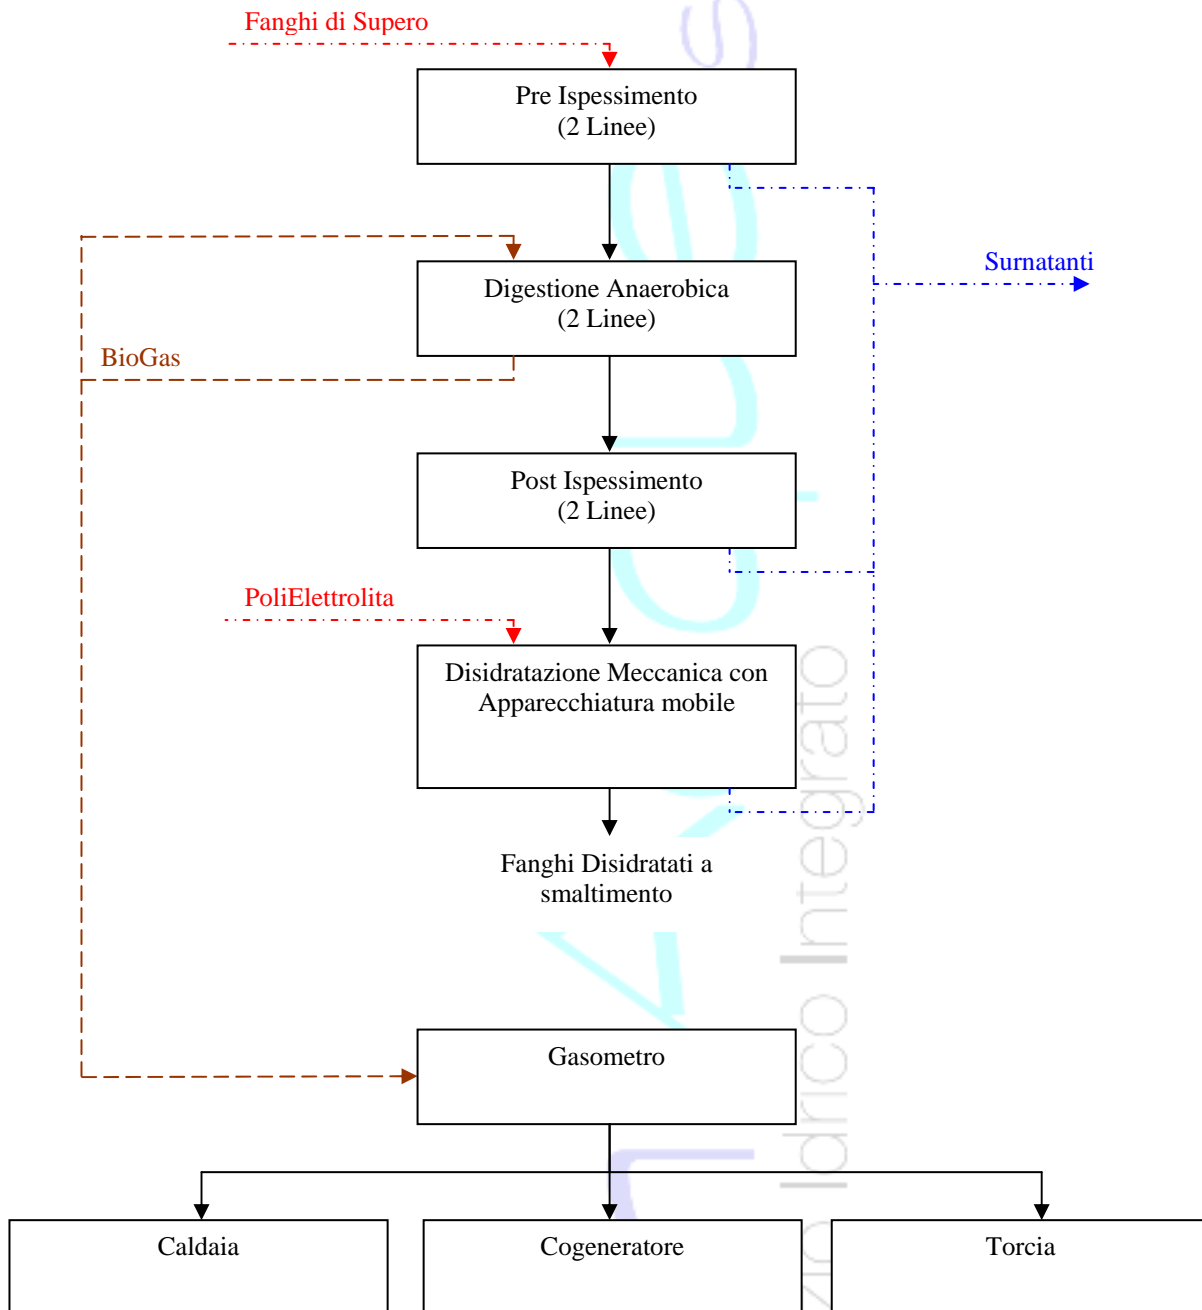 Fanghi di Supero
Pre Ispessimento
(2 Linee)
Surnatanti
Digestione Anaerobica
(2 Linee)
BioGas
Post Ispessimento
(2 Linee)
PoliElettrolita
Disidratazione Meccanica con
Apparecchiatura mobile
Fanghi Disidratati a
smaltimento
Gasometro
Caldaia
Cogeneratore
Torcia
Idrico Integrato